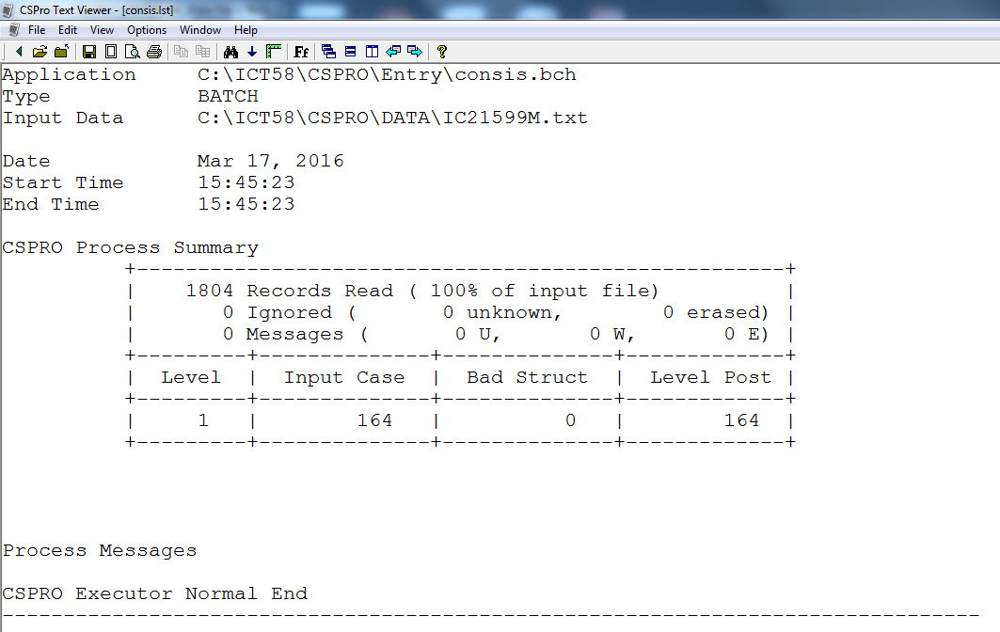 CSPro Text Viewer - [consis.lst]
File Edit View Options Window Help
Ff
Application C:\ICT58\CSPRO\Entry\consis.bch
Type BATCH
Input Data C:\ICT58\CSPRO\DATA\IC21599M.txt
Date Mar 17, 2016
Start Time 15:45:23
End Time 15:45:23
CSPRO Process Summary
+-----------------------------------------------------+
| 1804 Records Read ( 100% of input file) |
| 0 Ignored ( 0 unknown, 0 erased) |
| 0 Messages ( 0 U, 0 W, 0 E) |
+---------+--------------+--------------+-------------+
| Level | Input Case | Bad Struct | Level Post |
+---------+--------------+--------------+-------------+
| 1 | 164 | 0 | 164 |
+---------+--------------+--------------+-------------+
Process Messages
CSPRO Executor Normal End
--------------------------------------------------------------------------------